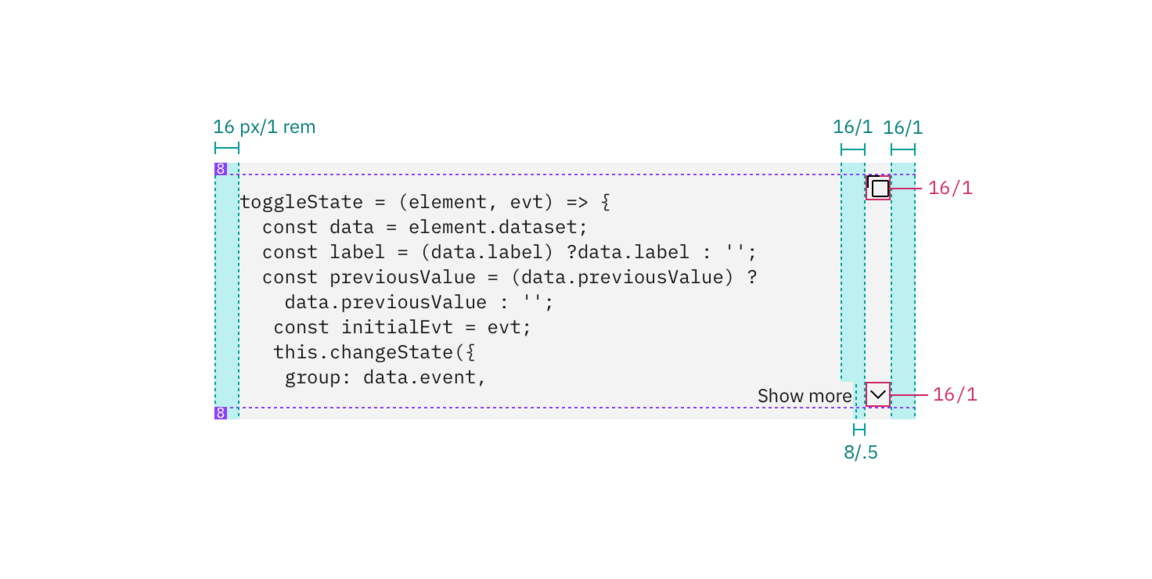 16 px/1 rem
16/1 16/1
8
16/1
toggleState = (element, evt) => {
const data = element.dataset;
const label = (data.label) ?data.label : '';
const previousValue = (data.previousValue) ?
data.previousValue : '';
const initialEvt = evt;
this.changeState({
group: data.event,
Show more
16/1
8
8/.5